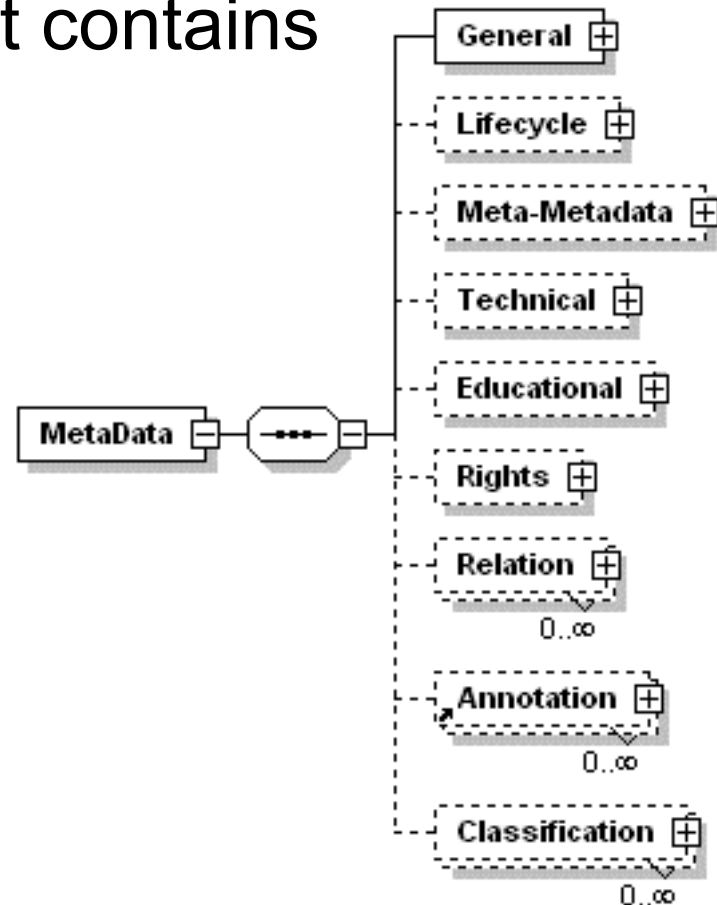 t contains
General
Lifecycle
Meta-Metadata
Technical
Educational
MetaData
Rights
Relation
0..∞
Annotation
0..∞
Classification
0..∞